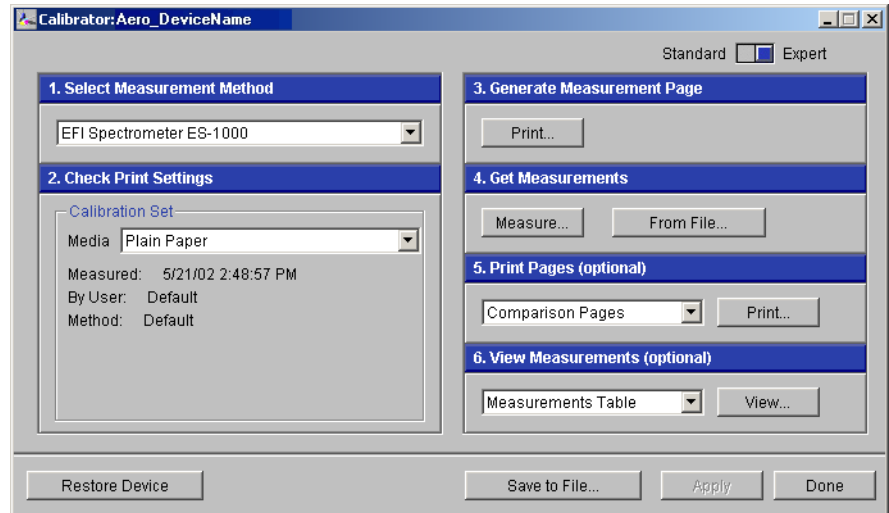 Calibrator:Aero_DeviceName
Standard Expert
1. Select Measurement Method
EFI Spectrometer ES-1000
2. Check Print Settings
Calibration Set
Media Plain Paper
Measured: 5/21/02 2:48:57 PM
By User: Default
Method: Default
3. Generate Measurement Page
Print...
4. Get Measurements
Measure... From File...
5. Print Pages (optional)
Comparison Pages Print...
6. View Measurements (optional)
Measurements Table View...
Restore Device Save to File... Apply Done